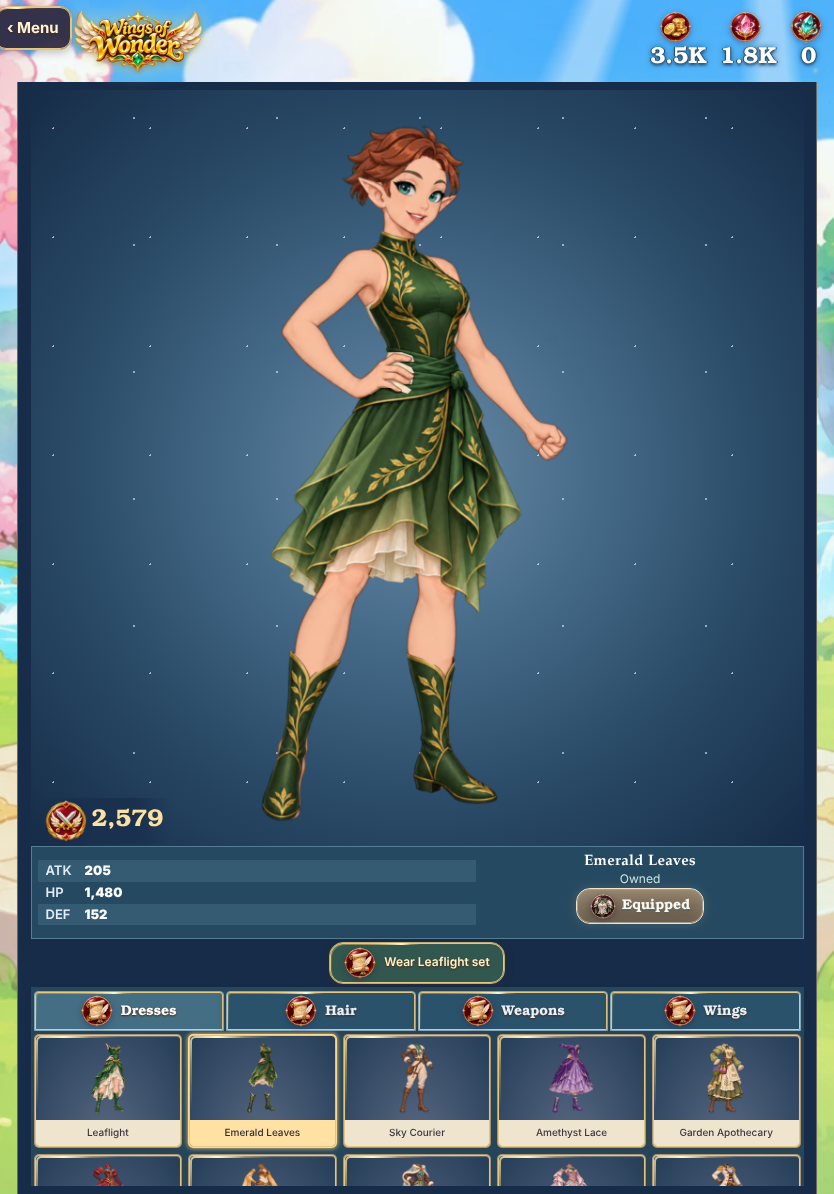 ‹ Menu
Wings of
Wonder
3.5K 1.8K 0
2,579
ATK 205
HP 1,480
DEF 152
Emerald Leaves
Owned
Equipped
Wear Leaflight set
Dresses Hair Weapons Wings
Leaflight Emerald Leaves Sky Courier Amethyst Lace Garden Apothecary